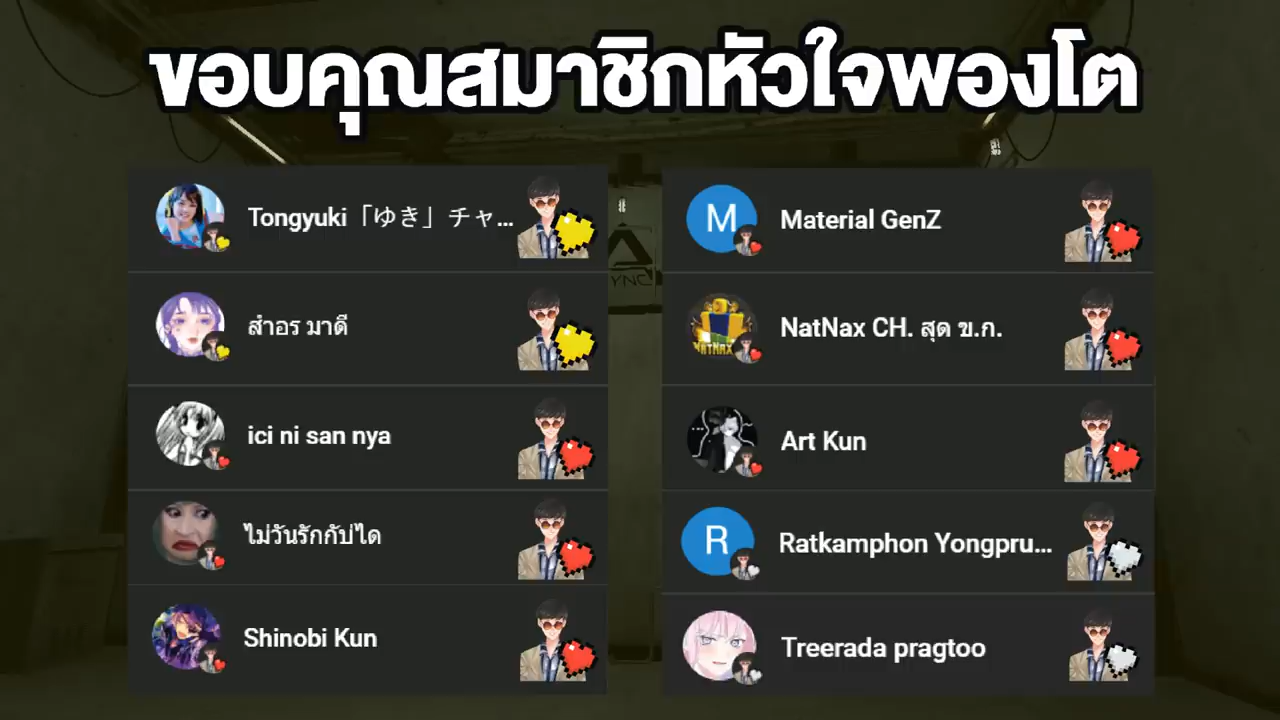 ขอบคุณสมาชิกหัวใจพองโต
Tongyuki「ゆき」チャ...
สำอร มาดี
ici ni san nya
ไม่วันรักกับ่ได
Shinobi Kun
M
Material GenZ
NATNAX
NatNax CH. สุด ข.ก.
Art Kun
R
Ratkamphon Yongpru...
Treerada pragtoo
YNC